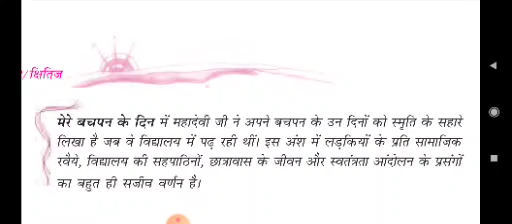 / क्षितिज
मेरे बचपन के दिन में महादेवी जी ने अपने बचपन के उन दिनों को स्मृति के सहारे
लिखा है जब वे विद्यालय में पढ़ रही थीं। इस अंश में लड़कियों के प्रति सामाजिक
रवैये, विद्यालय की सहपाठिनों, छात्रावास के जीवन और स्वतंत्रता आंदोलन के प्रसंगों
का बहुत ही सजीव वर्णन है।